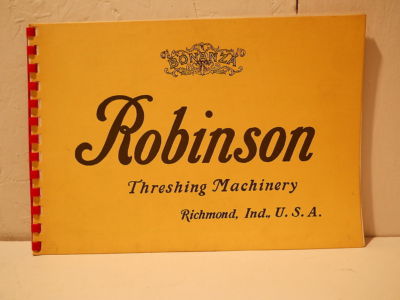 BONANZA
Robinson
Threshing Machinery
Richmond, Ind., U. S. A.